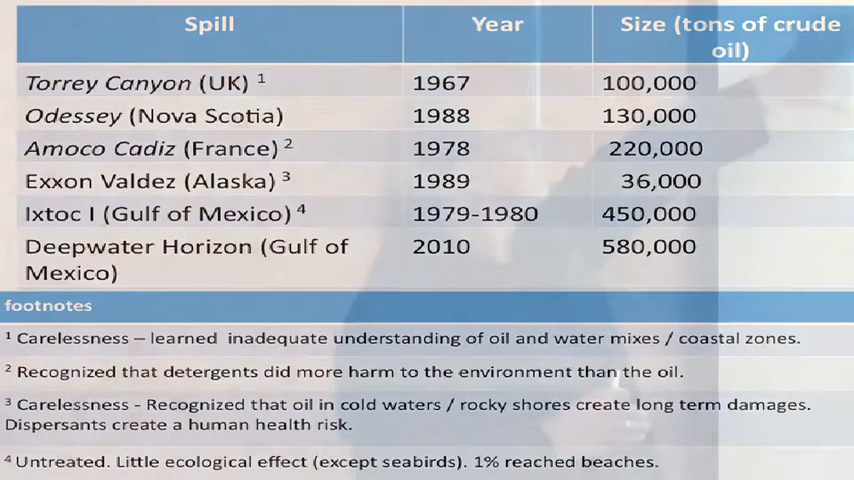 Spill Year Size (tons of crude
oil)
Torrey Canyon (UK) ¹ 1967 100,000
Odessey (Nova Scotia) 1988 130,000
Amoco Cadiz (France) ² 1978 220,000
Exxon Valdez (Alaska) ³ 1989 36,000
Ixtoc I (Gulf of Mexico) ⁴ 1979-1980 450,000
Deepwater Horizon (Gulf of 2010 580,000
Mexico)
footnotes
¹ Carelessness – learned inadequate understanding of oil and water mixes / coastal zones.
² Recognized that detergents did more harm to the environment than the oil.
³ Carelessness - Recognized that oil in cold waters / rocky shores create long term damages.
Dispersants create a human health risk.
⁴ Untreated. Little ecological effect (except seabirds). 1% reached beaches.